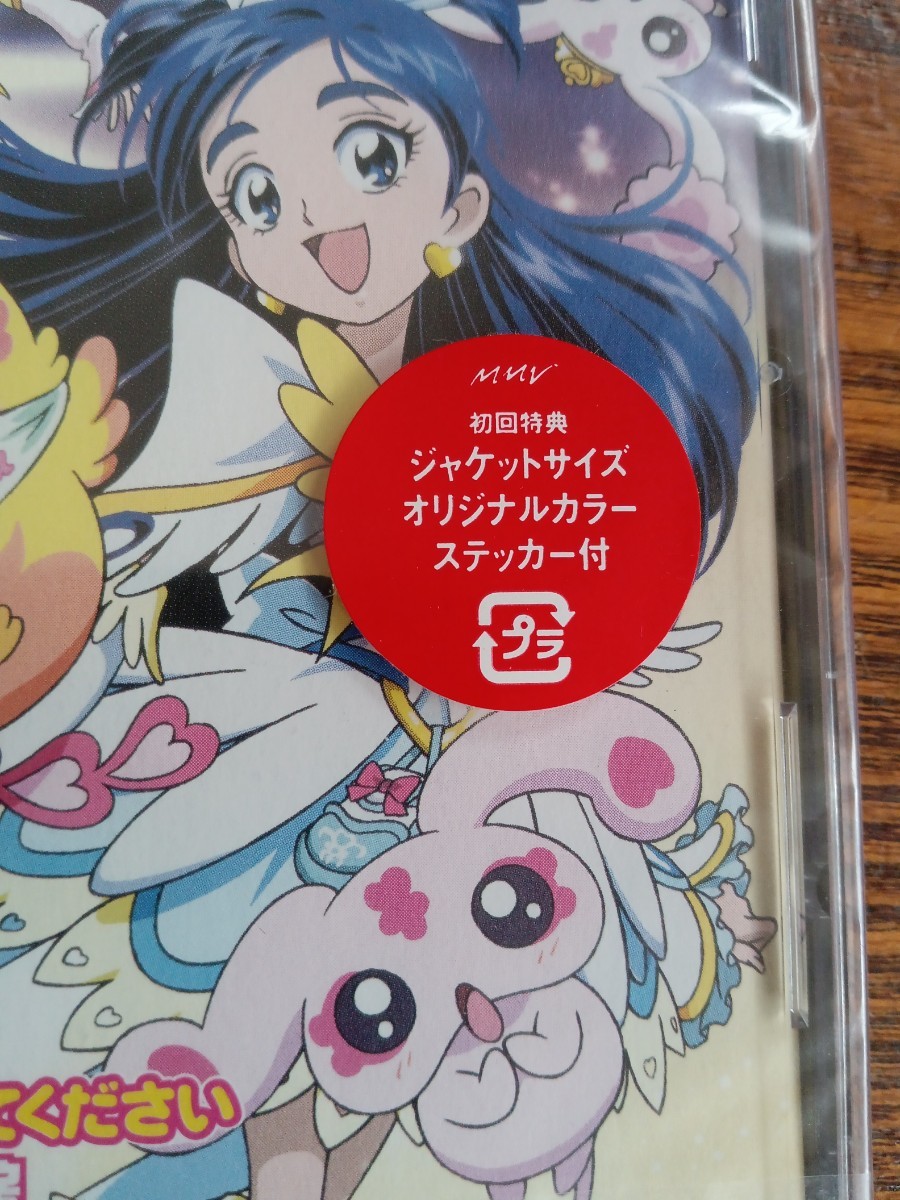 MMV
初回特典
ジャケットサイズ
オリジナルカラー
ステッカー付
プラ
てください